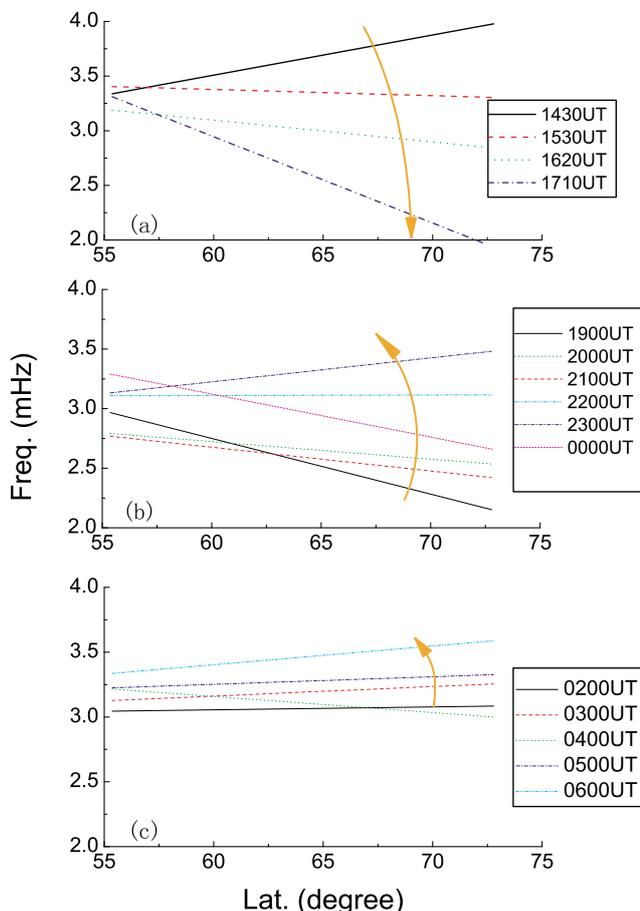 4.0
3.5
3.0
2.5
2.0
1430UT
1530UT
1620UT
1710UT
(a)
55 60 65 70 75
4.0
3.5
3.0
2.5
2.0
1900UT
2000UT
2100UT
2200UT
2300UT
0000UT
(b)
55 60 65 70 75
Freq. (mHz)
4.0
3.5
3.0
2.5
2.0
0200UT
0300UT
0400UT
0500UT
0600UT
(c)
55 60 65 70 75
Lat. (degree)